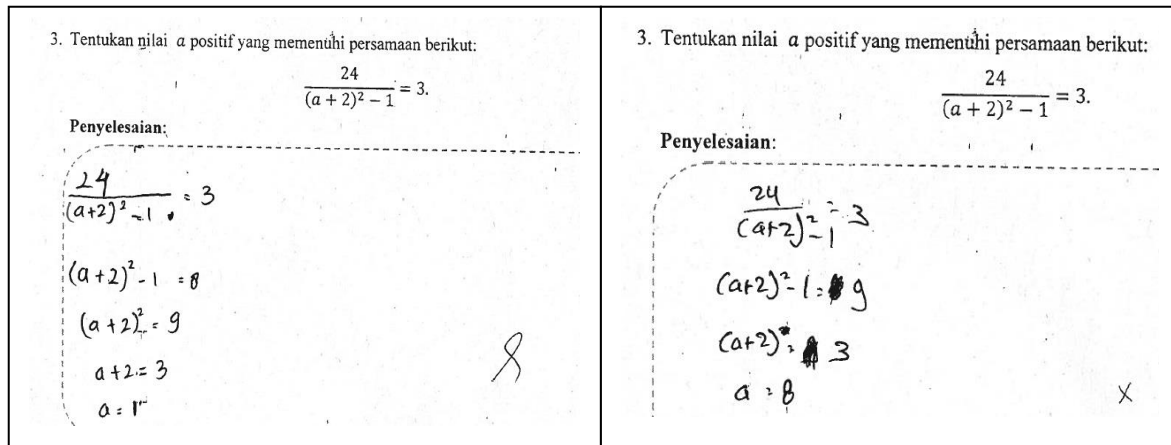 3. Tentukan nilai a positif yang memenuhi persamaan berikut:
24
(a + 2)² − 1
= 3.
Penyelesaian:
24
(a+2)² - 1 . = 3
(a+2)² - 1 = 8
(a+2)² = 9
a+2 = 3
a = 1
3. Tentukan nilai a positif yang memenuhi persamaan berikut:
24
(a + 2)² − 1
= 3.
Penyelesaian:
24
(a+2)² - 1 = 3
(a+2)² - 1 = 9
(a+2)² = 3
a = 8
x